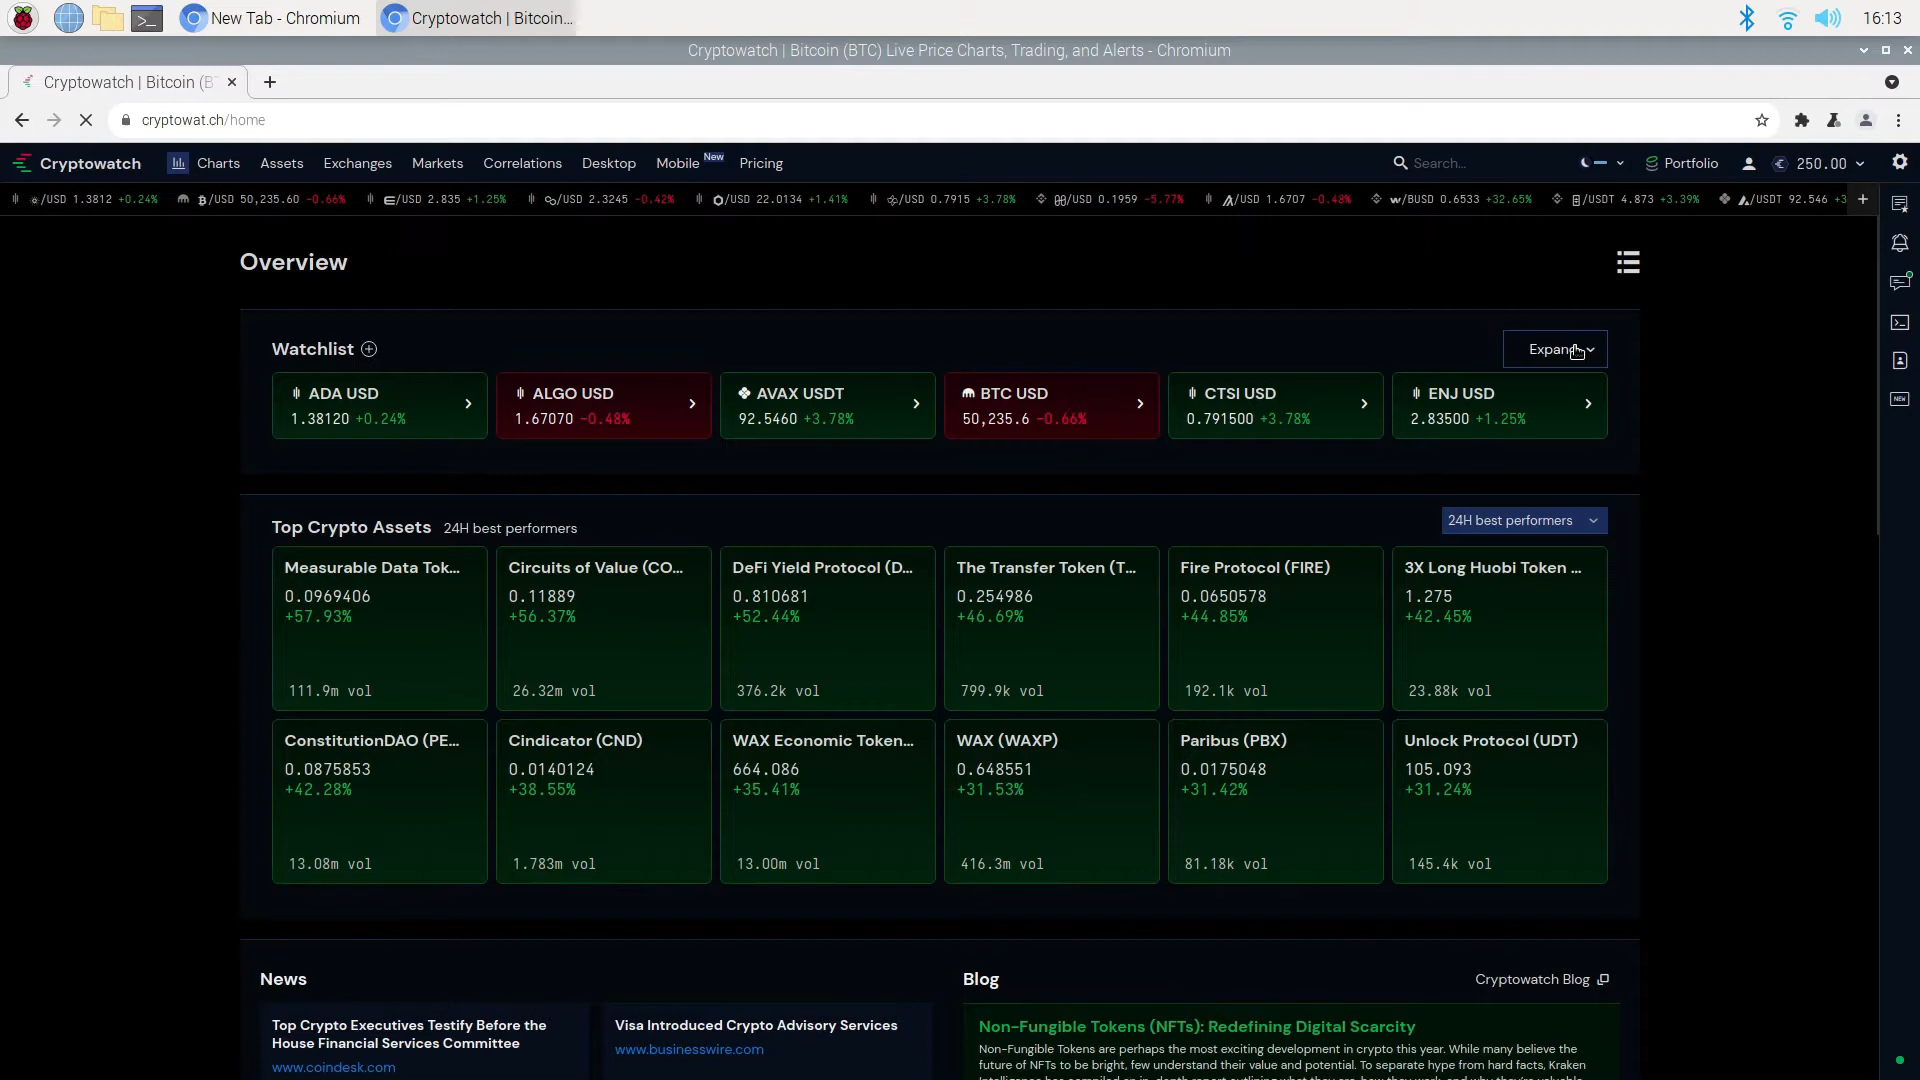 New Tab - Chromium
Cryptowatch | Bitcoin...
16:13
Cryptowatch | Bitcoin (BTC) Live Price Charts, Trading, and Alerts - Chromium
Cryptowatch | Bitcoin (B
cryptowat.ch/home
Cryptowatch
Charts Assets Exchanges Markets Correlations Desktop Mobile New Pricing
Search...
Portfolio
250.00
/USD 1.3812 +0.24%
/USD 50,235.60 -0.66%
/USD 2.835 +1.25%
/USD 2.3245 -0.42%
/USD 22.0134 +1.41%
/USD 0.7915 +3.78%
/USD 0.1959 -5.77%
/USD 1.6707 -0.48%
/BUSD 0.6533 +32.65%
/USDT 4.873 +3.39%
/USDT 92.546 +3
Overview
Watchlist
Expand
ADA USD
1.38120 +0.24%
ALGO USD
1.67070 -0.48%
AVAX USDT
92.5460 +3.78%
BTC USD
50,235.6 -0.66%
CTSI USD
0.791500 +3.78%
ENJ USD
2.83500 +1.25%
NEW
Top Crypto Assets 24H best performers
24H best performers
Measurable Data Tok...
0.0969406
+57.93%
111.9m vol
Circuits of Value (CO...
0.11889
+56.37%
26.32m vol
DeFi Yield Protocol (D...
0.810681
+52.44%
376.2k vol
The Transfer Token (T...
0.254986
+46.69%
799.9k vol
Fire Protocol (FIRE)
0.0650578
+44.85%
192.1k vol
3X Long Huobi Token ...
1.275
+42.45%
23.88k vol
ConstitutionDAO (PE...
0.0875853
+42.28%
13.08m vol
Cindicator (CND)
0.0140124
+38.55%
1.783m vol
WAX Economic Token...
664.086
+35.41%
13.00m vol
WAX (WAXP)
0.648551
+31.53%
416.3m vol
Paribus (PBX)
0.0175048
+31.42%
81.18k vol
Unlock Protocol (UDT)
105.093
+31.24%
145.4k vol
News
Top Crypto Executives Testify Before the
House Financial Services Committee
www.coindesk.com
Visa Introduced Crypto Advisory Services
www.businesswire.com
Blog
Cryptowatch Blog
Non-Fungible Tokens (NFTs): Redefining Digital Scarcity
Non-Fungible Tokens are perhaps the most exciting development in crypto this year. While many believe the
future of NFTs to be bright, few understand their value and potential. To separate hype from hard facts, Kraken